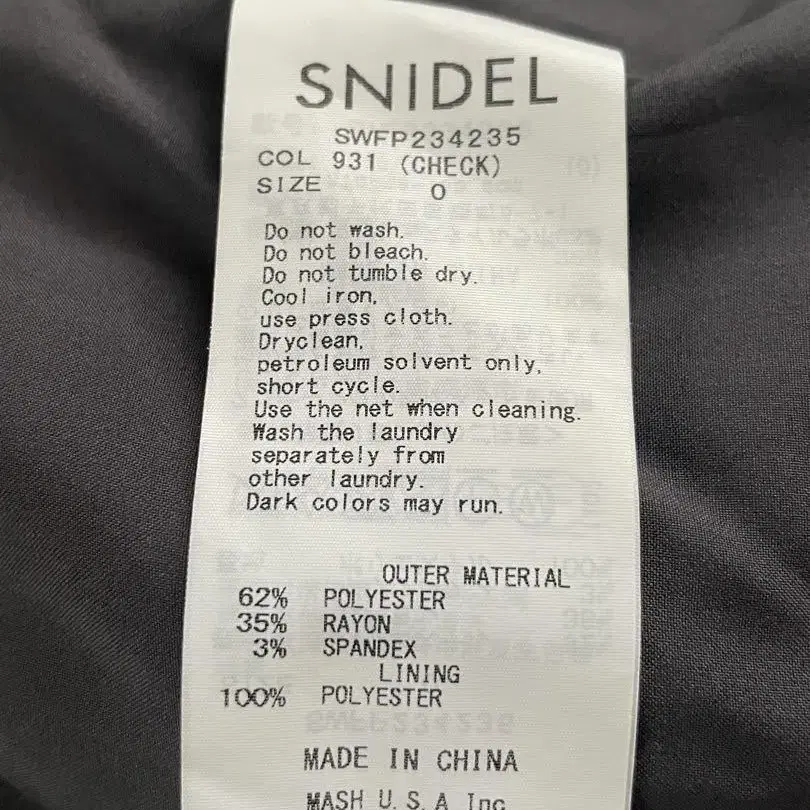 SNIDEL
SWFP234235
COL 931 (CHECK)
SIZE 0
Do not wash.
Do not bleach.
Do not tumble dry.
Cool iron,
use press cloth.
Dryclean,
petroleum solvent only,
short cycle.
Use the net when cleaning.
Wash the laundry
separately from
other laundry.
Dark colors may run.
OUTER MATERIAL
62% POLYESTER
35% RAYON
3% SPANDEX
LINING
100% POLYESTER
MADE IN CHINA
MASH U.S.A Inc